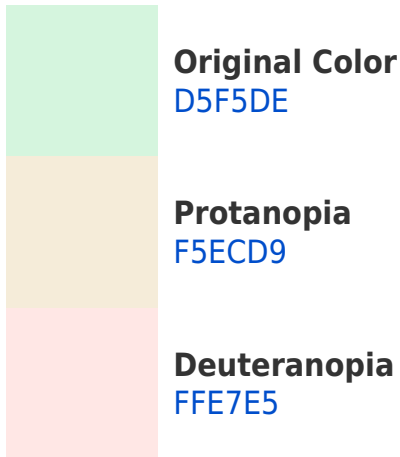 Original Color
D5F5DE
Protanopia
F5ECD9
Deuteranopia
FFE7E5